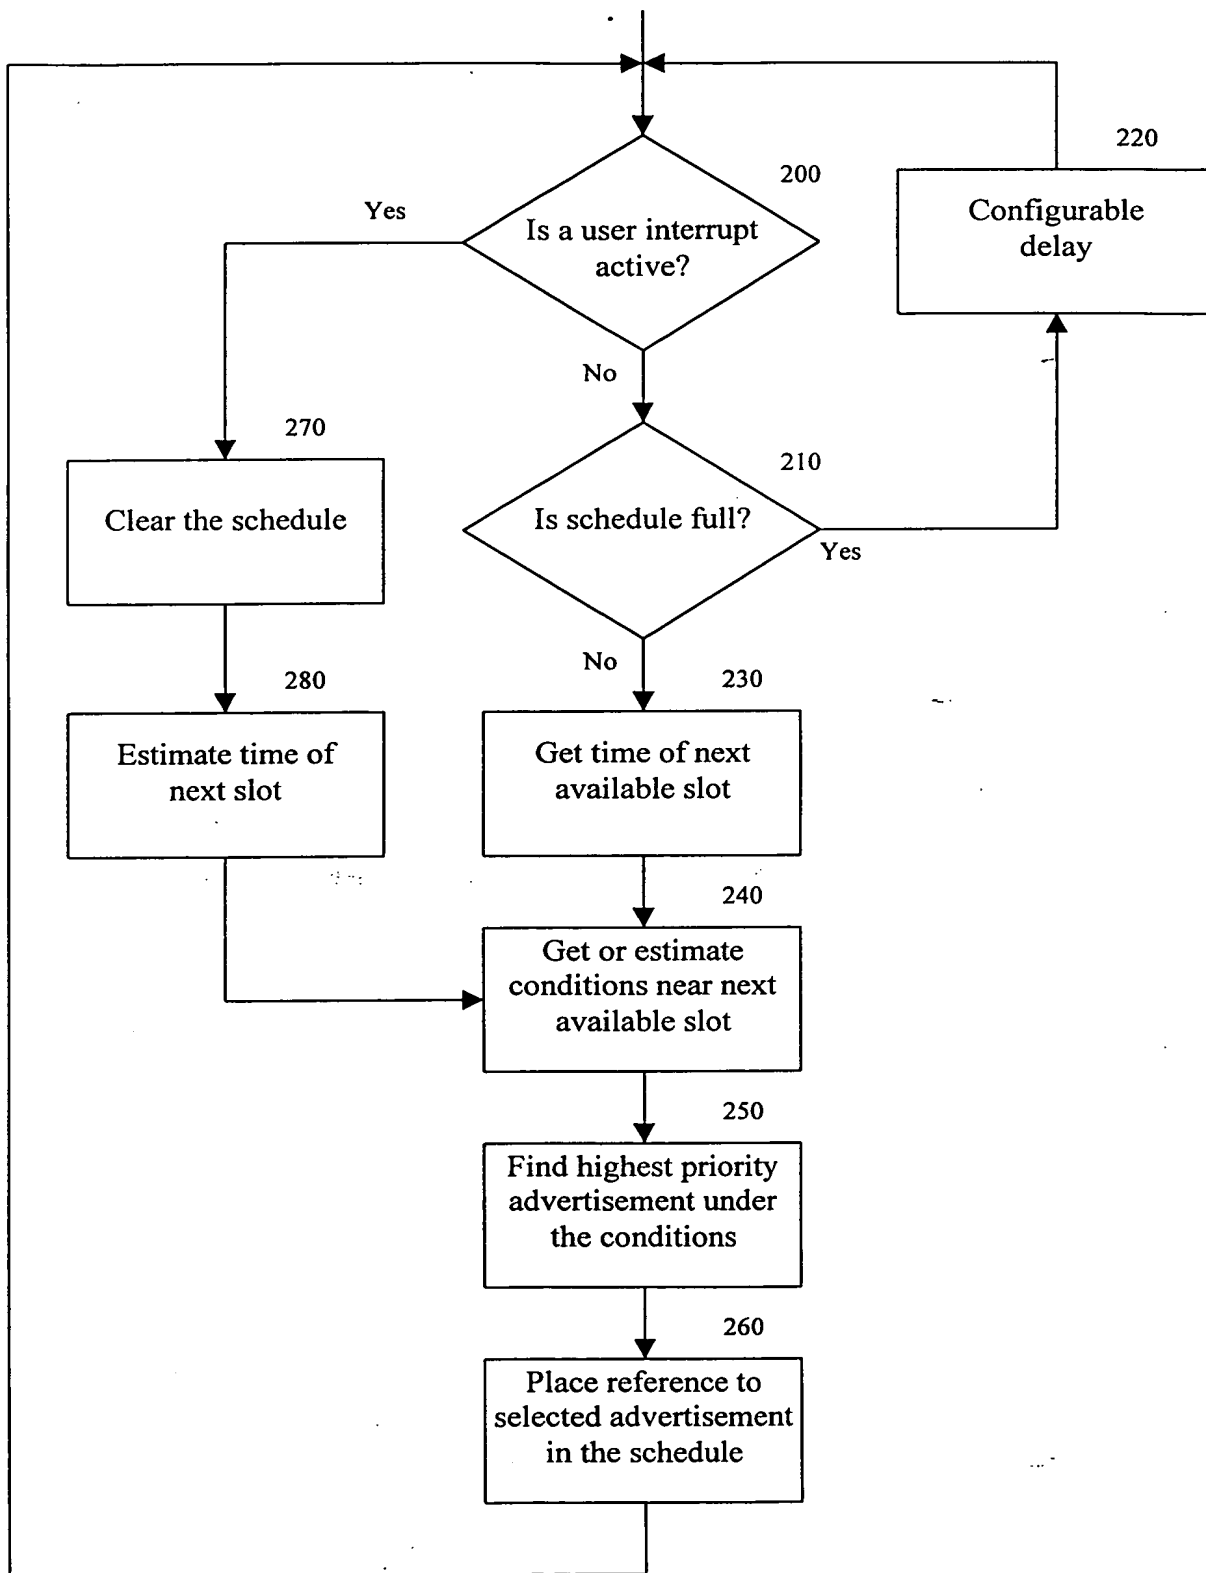 220
Configurable
delay
200
Yes
Is a user interrupt
active?
No
270
210
Clear the schedule
Is schedule full?
Yes
No
280
230
Estimate time of
next slot
Get time of next
available slot
240
Get or estimate
conditions near next
available slot
250
Find highest priority
advertisement under
the conditions
260
Place reference to
selected advertisement
in the schedule